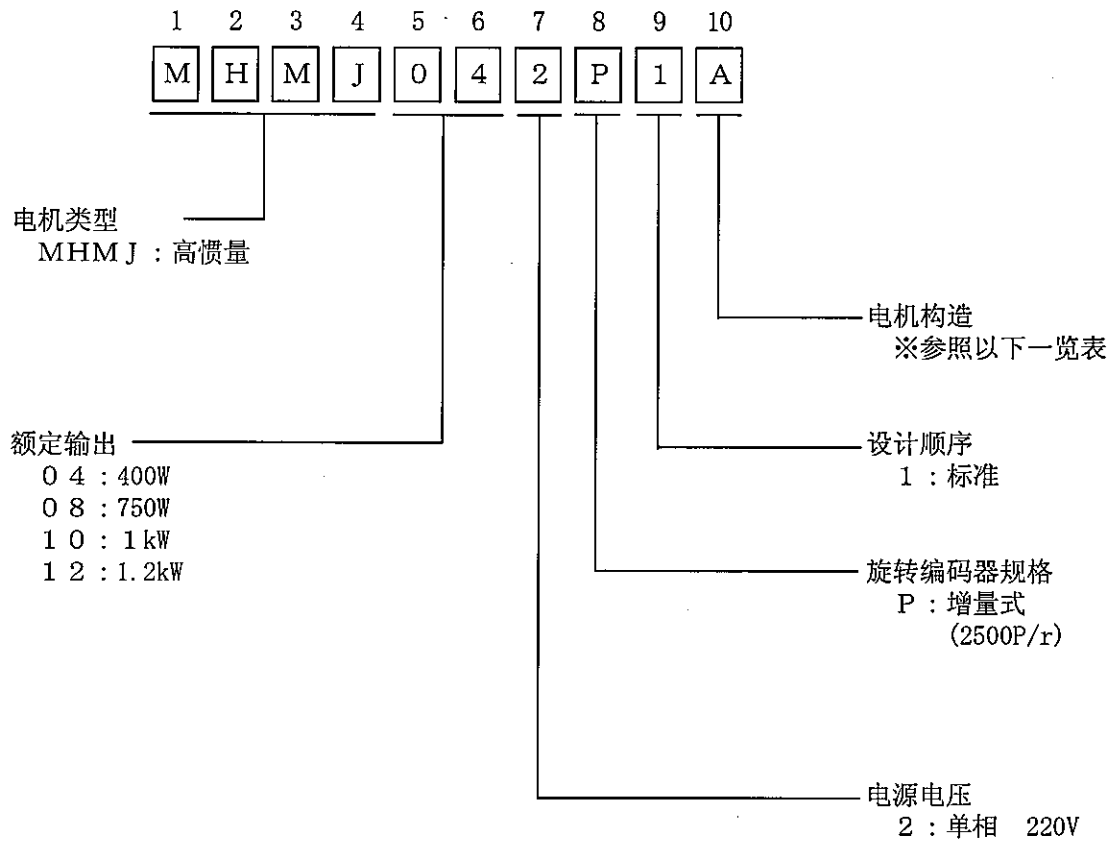 1 2 3 4 5 6 7 8 9 10
M H M J 0 4 2 P 1 A
电机类型
MHMJ：高惯量
电机构造
※参照以下一览表
额定输出
04：400W
08：750W
10：1kW
12：1.2kW
设计顺序
1：标准
旋转编码器规格
P：增量式
(2500P/r)
电源电压
2：单相 220V